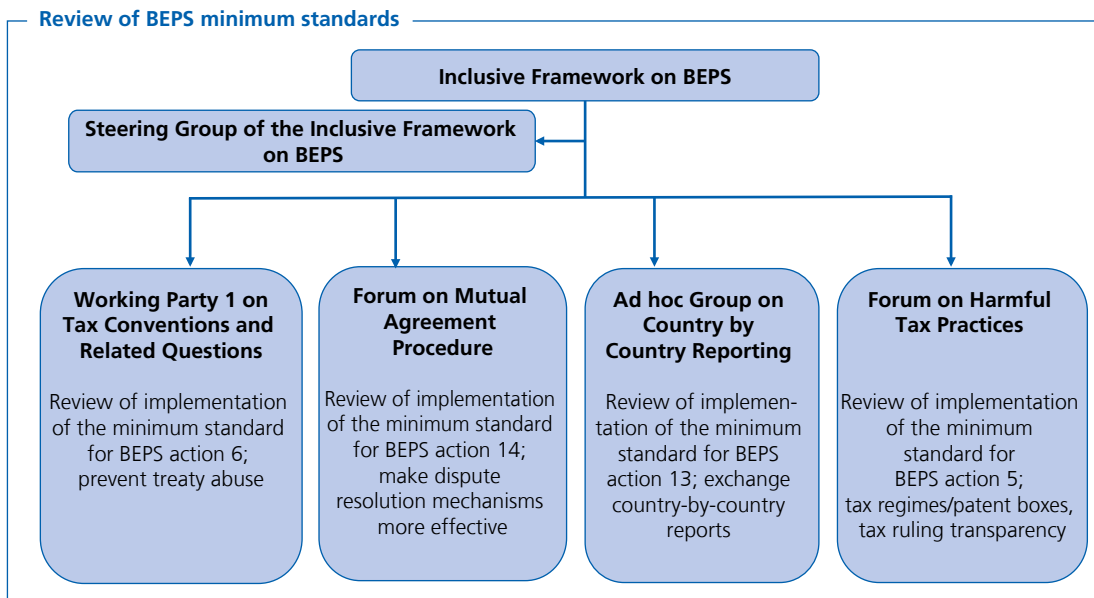 Review of BEPS minimum standards
Inclusive Framework on BEPS
Steering Group of the Inclusive Framework
on BEPS
Working Party 1 on
Tax Conventions and
Related Questions
Review of implementation
of the minimum standard
for BEPS action 6;
prevent treaty abuse
Forum on Mutual
Agreement
Procedure
Review of implementation
of the minimum standard
for BEPS action 14;
make dispute
resolution mechanisms
more effective
Ad hoc Group on
Country by
Country Reporting
Review of implemen-
tation of the minimum
standard for BEPS
action 13; exchange
country-by-country
reports
Forum on Harmful
Tax Practices
Review of implementation
of the minimum
standard for
BEPS action 5;
tax regimes/patent boxes,
tax ruling transparency